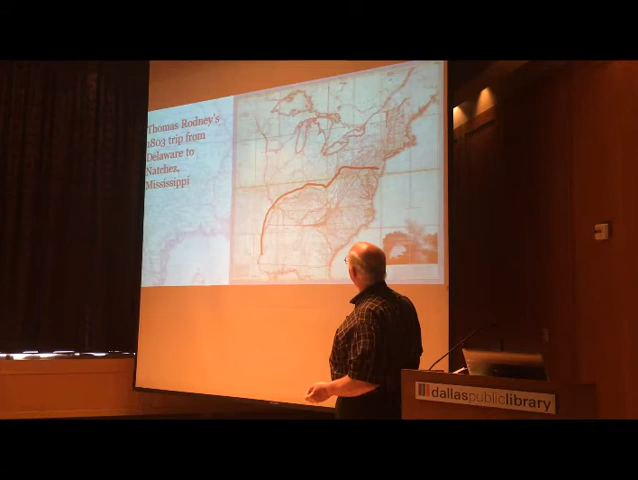 Thomas Rodney's
1803 trip from
Delaware to
Natchez,
Mississippi
dallaspubliclibrary